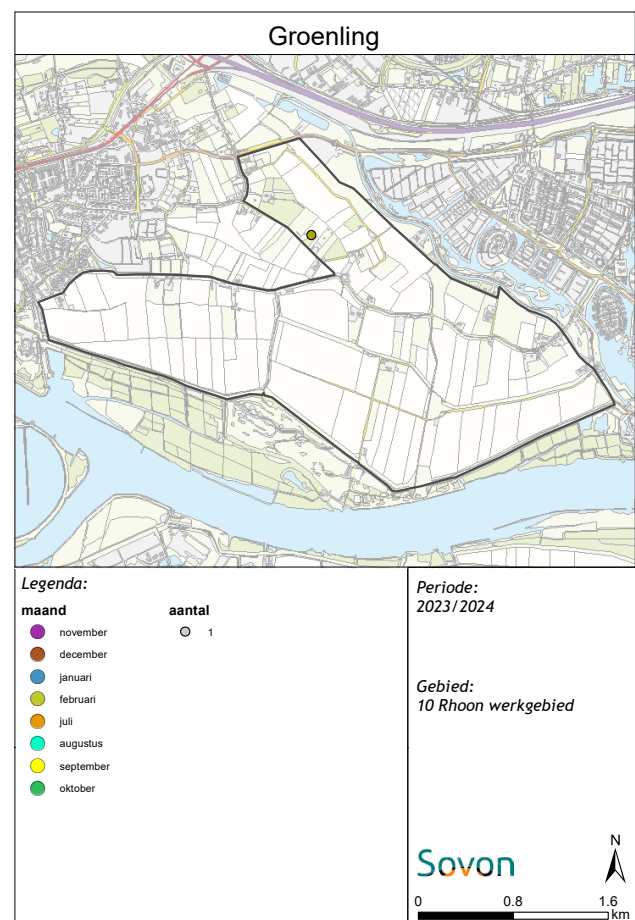 Groenling
Legenda:
maand
november
december
januari
februari
juli
augustus
september
oktober
aantal
1
Periode:
2023/2024
Gebied:
10 Rhoon werkgebied
Sovon
N
0 0.8 1.6
km